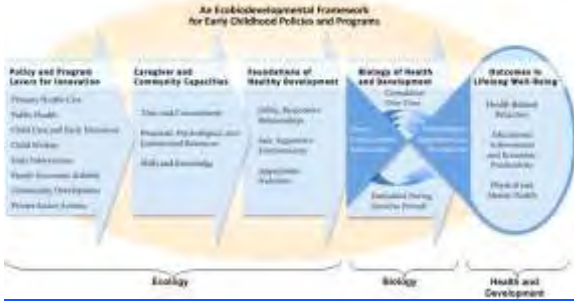 An Ecobiodevelopmental Framework
for Early Childhood Policies and Programs
Policy and Program
Levers for Innovation
Primary Health Care
Public Health
Child Care and Early Education
Child Welfare
Early Intervention
Family Economic Stability
Community Development
Private Sector Actions
Caregiver and
Community Capacities
Time and Commitment
Financial, Psychological, and
Institutional Resources
Skills and Knowledge
Foundations of
Healthy Development
Stable, Responsive
Relationships
Safe, Supportive
Environments
Appropriate
Nutrition
Biology of Health
and Development
Cumulative
Over Time
Embedded During
Sensitive Periods
Outcomes in
Lifelong Well-Being
Health-Related
Behaviors
Educational
Achievement
and Economic
Productivity
Physical and
Mental Health
Ecology
Biology
Health and
Development